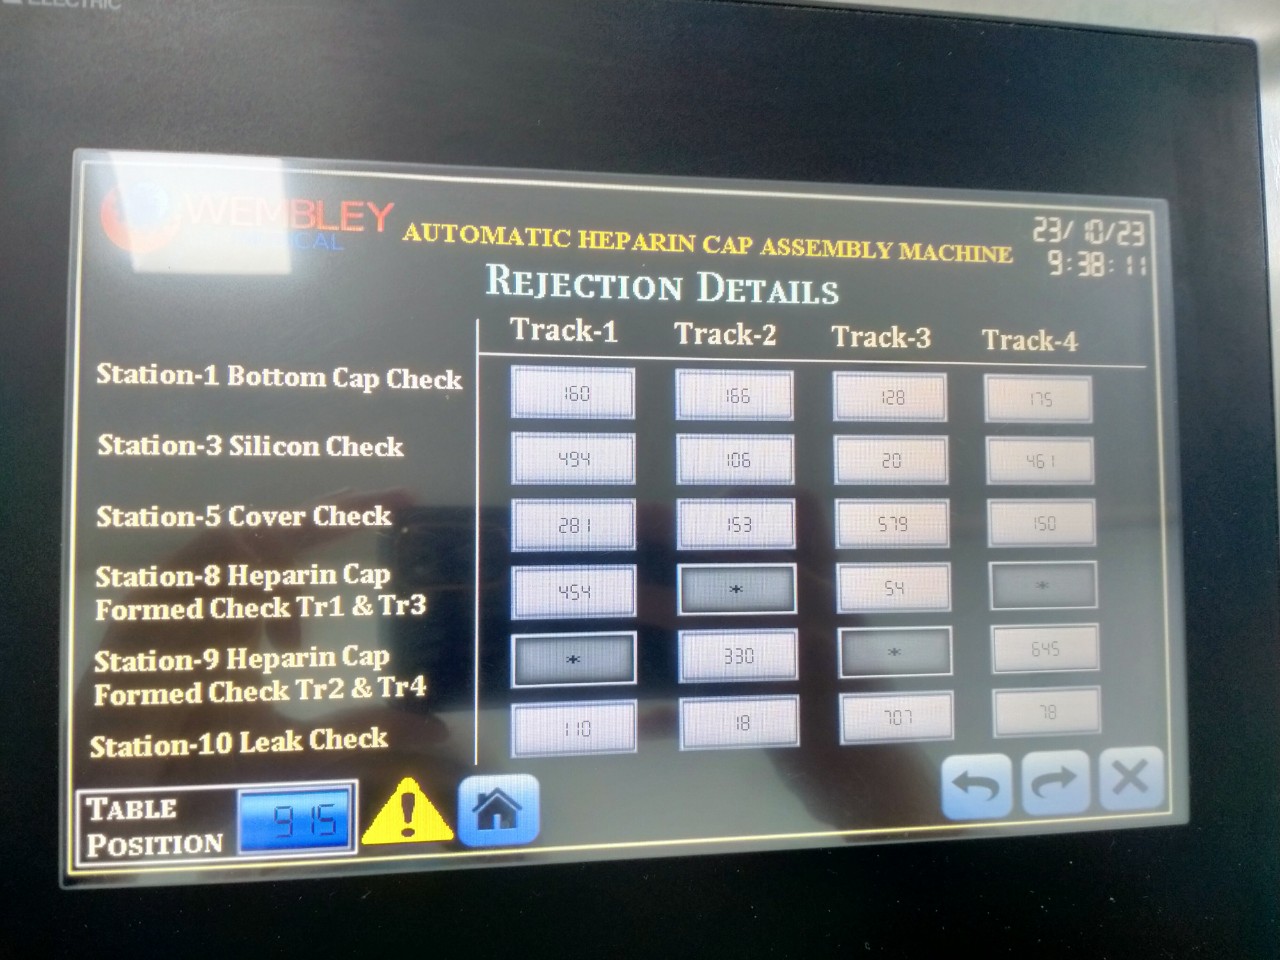 ELECTRIC
WEMBLEY
AUTOMATIC HEPARIN CAP ASSEMBLY MACHINE
23/10/23
9:38:11
REJECTION DETAILS
Track-1 Track-2 Track-3 Track-4
Station-1 Bottom Cap Check 160 166 128 175
Station-3 Silicon Check 494 106 20 461
Station-5 Cover Check 281 153 579 150
Station-8 Heparin Cap
Formed Check Tr1 & Tr3 454 * 54 *
Station-9 Heparin Cap
Formed Check Tr2 & Tr4 * 330 * 645
Station-10 Leak Check 110 18 707 78
TABLE
POSITION 915